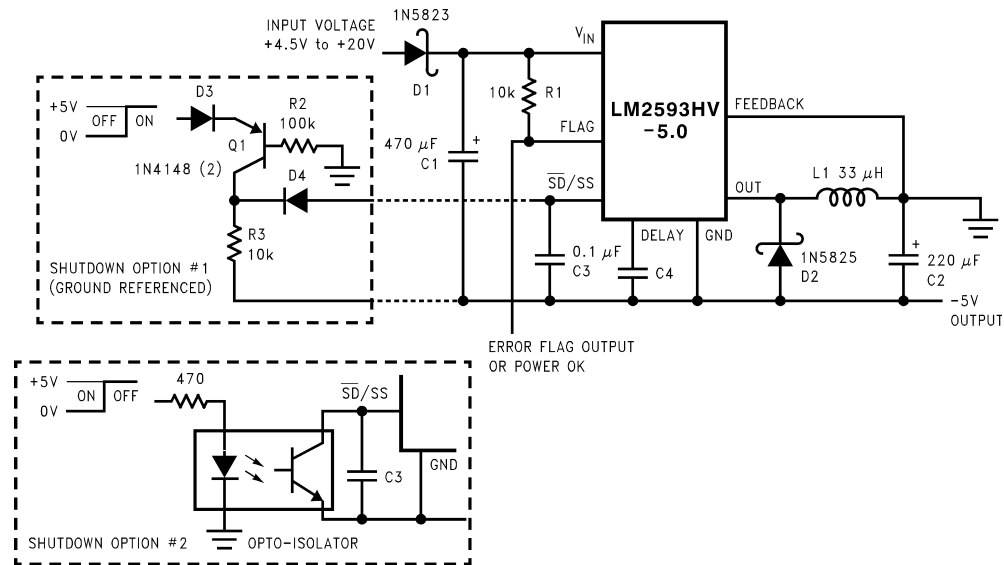 INPUT VOLTAGE
+4.5V to +20V
1N5823
D1
VIN
10k R1
FLAG
470 μF
+
C1
SD/SS
LM2593HV
-5.0
FEEDBACK
OUT
L1 33 μH
DELAY
GND
0.1 μF
C3
C4
1N5825
D2
+
220 μF
C2
-5V
OUTPUT
ERROR FLAG OUTPUT
OR POWER OK
+5V
0V
OFF
ON
D3
R2
100k
Q1
1N4148 (2)
D4
R3
10k
SHUTDOWN OPTION #1
(GROUND REFERENCED)
+5V
0V
ON
OFF
470
SD/SS
GND
C3
SHUTDOWN OPTION #2
OPTO-ISOLATOR